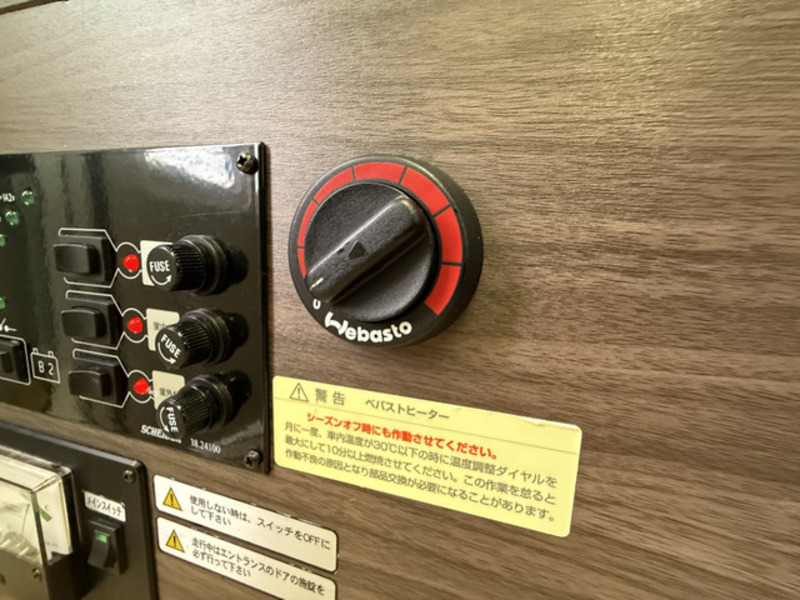 FUSE
FUSE
FUSE
B 2
38.24100
0
Webasto
警告 ベバストヒーター
シーズンオフ時にも作動させてください。
月に一度、車内温度が30℃以下の時に温度調整ダイヤルを
最大にして10分以上燃焼させてください。この作業を怠ると
作動不良の原因となり部品交換が必要になることがあります。
メインスイッチ
使用しない時は、スイッチをOFFに
して下さい
走行中はエントランスのドアの施錠を
必ず行って下さい